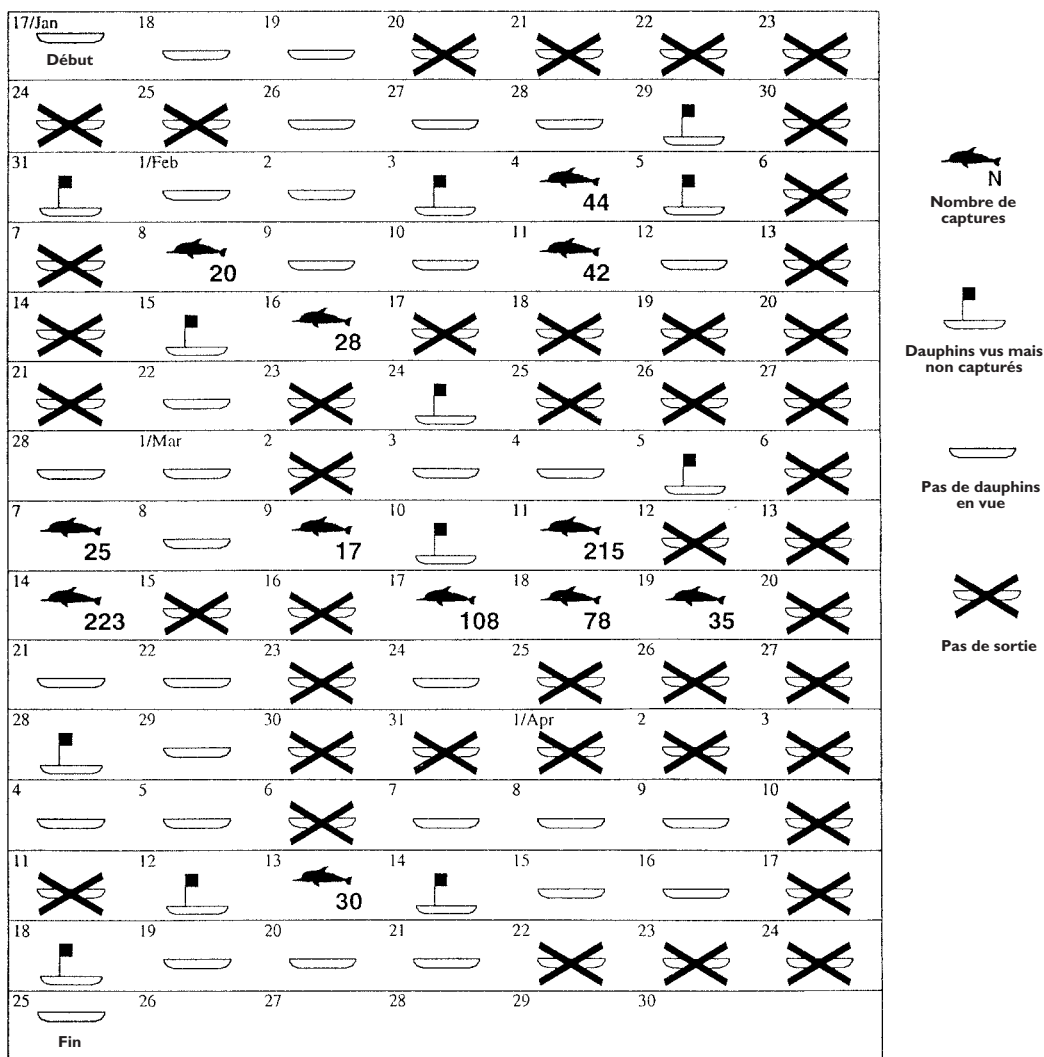 17/Jan 18 19 20 21 22 23
Début
24 25 26 27 28 29 30
31 1/Feb 2 3 4 5 6
44
7 8 9 10 11 12 13
20 42
14 15 16 17 18 19 20
28
21 22 23 24 25 26 27
28 1/Mar 2 3 4 5 6
7 8 9 10 11 12 13
25 17 215
14 15 16 17 18 19 20
223 108 78 35
21 22 23 24 25 26 27
28 29 30 31 1/Apr 2 3
4 5 6 7 8 9 10
11 12 13 14 15 16 17
30
18 19 20 21 22 23 24
25 26 27 28 29 30
Fin
N
Nombre de
captures
Dauphins vus mais
non capturés
Pas de dauphins
en vue
Pas de sortie